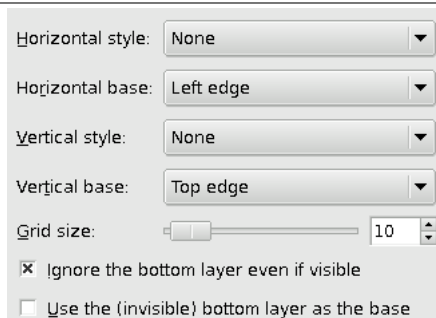 Horizontal style: None
Horizontal base: Left edge
Vertical style: None
Vertical base: Top edge
Grid size: 10
Ignore the bottom layer even if visible
Use the (invisible) bottom layer as the base